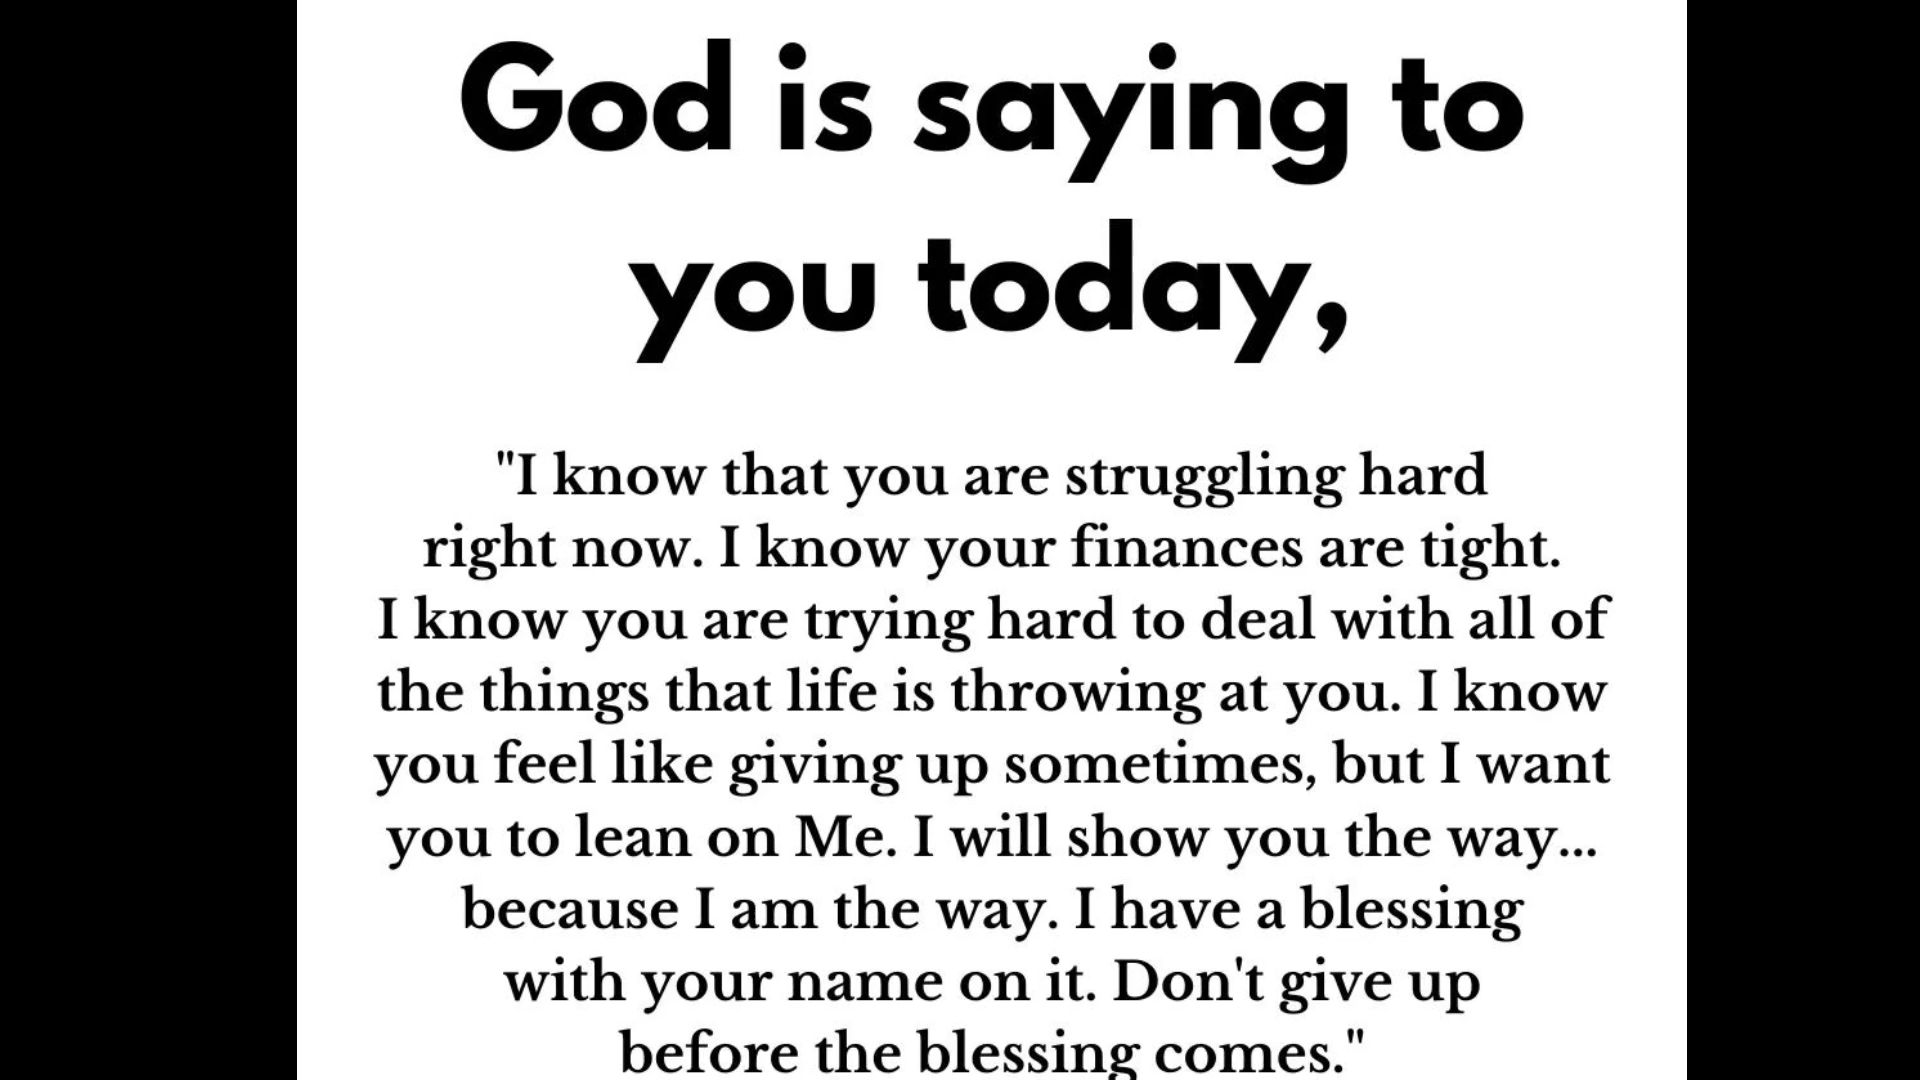 God is saying to
you today,
"I know that you are struggling hard
right now. I know your finances are tight.
I know you are trying hard to deal with all of
the things that life is throwing at you. I know
you feel like giving up sometimes, but I want
you to lean on Me. I will show you the way...
because I am the way. I have a blessing
with your name on it. Don't give up
before the blessing comes."